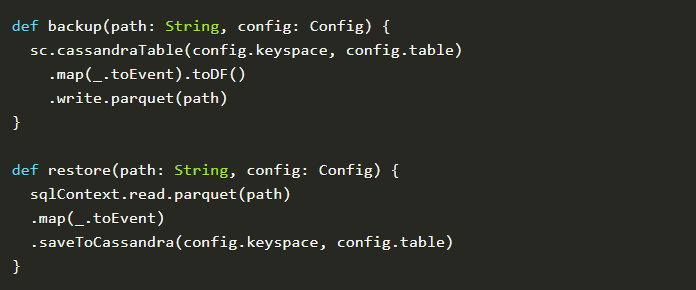 def backup(path: String, config: Config) {
  sc.cassandraTable(config.keyspace, config.table)
    .map(_.toEvent).toDF()
    .write.parquet(path)
}

def restore(path: String, config: Config) {
  sqlContext.read.parquet(path)
  .map(_.toEvent)
  .saveToCassandra(config.keyspace, config.table)
}